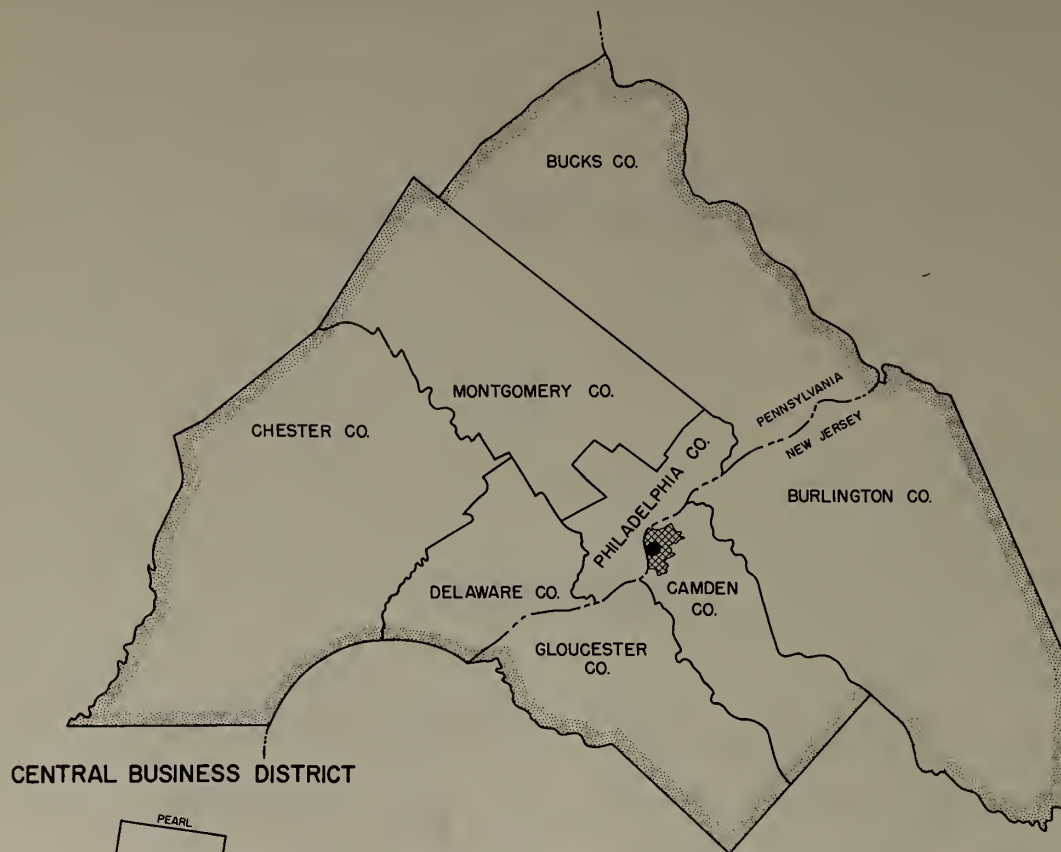 BUCKS CO.
MONTGOMERY CO.
PENNSYLVANIA
NEW JERSEY
CHESTER CO.
PHILADELPHIA CO.
BURLINGTON CO.
DELAWARE CO.
CAMDEN
CO.
GLOUCESTER
CO.
CENTRAL BUSINESS DISTRICT
PEARL